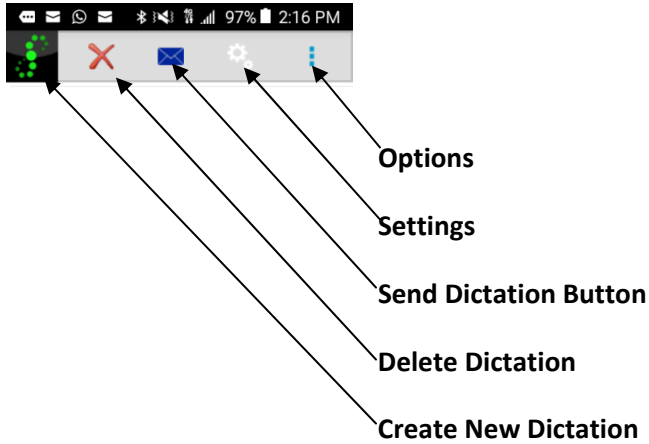 97% 2:16 PM
Options
Settings
Send Dictation Button
Delete Dictation
Create New Dictation